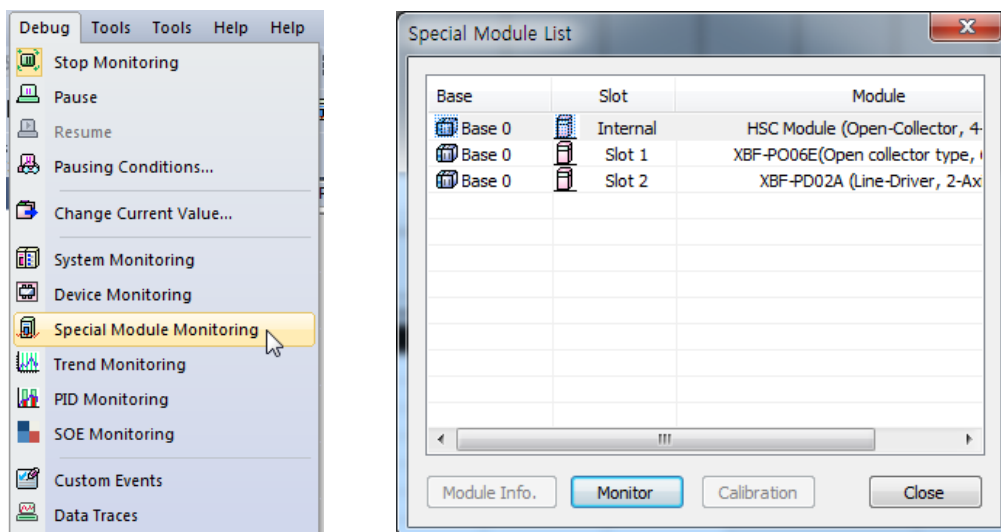 Debug Tools Tools Help Help
Stop Monitoring
Pause
Resume
Pausing Conditions...
Change Current Value...
System Monitoring
Device Monitoring
Special Module Monitoring
Trend Monitoring
PID Monitoring
SOE Monitoring
Custom Events
Data Traces
Special Module List
Base Slot Module
Base 0 Internal HSC Module (Open-Collector, 4-
Base 0 Slot 1 XBF-PO06E(Open collector type,
Base 0 Slot 2 XBF-PD02A (Line-Driver, 2-Ax
Module Info. Monitor Calibration Close